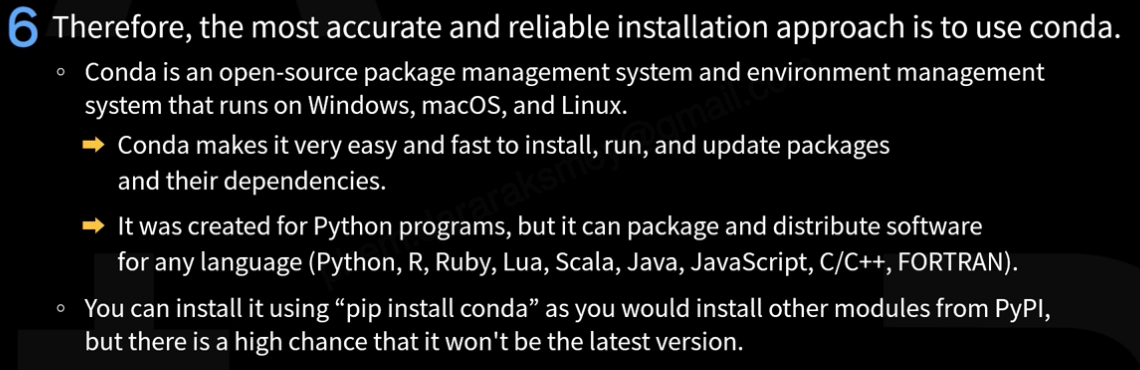 6 Therefore, the most accurate and reliable installation approach is to use conda.
Conda is an open-source package management system and environment management
system that runs on Windows, macOS, and Linux.
Conda makes it very easy and fast to install, run, and update packages
and their dependencies.
It was created for Python programs, but it can package and distribute software
for any language (Python, R, Ruby, Lua, Scala, Java, JavaScript, C/C++, FORTRAN).
You can install it using “pip install conda” as you would install other modules from PyPI,
but there is a high chance that it won't be the latest version.